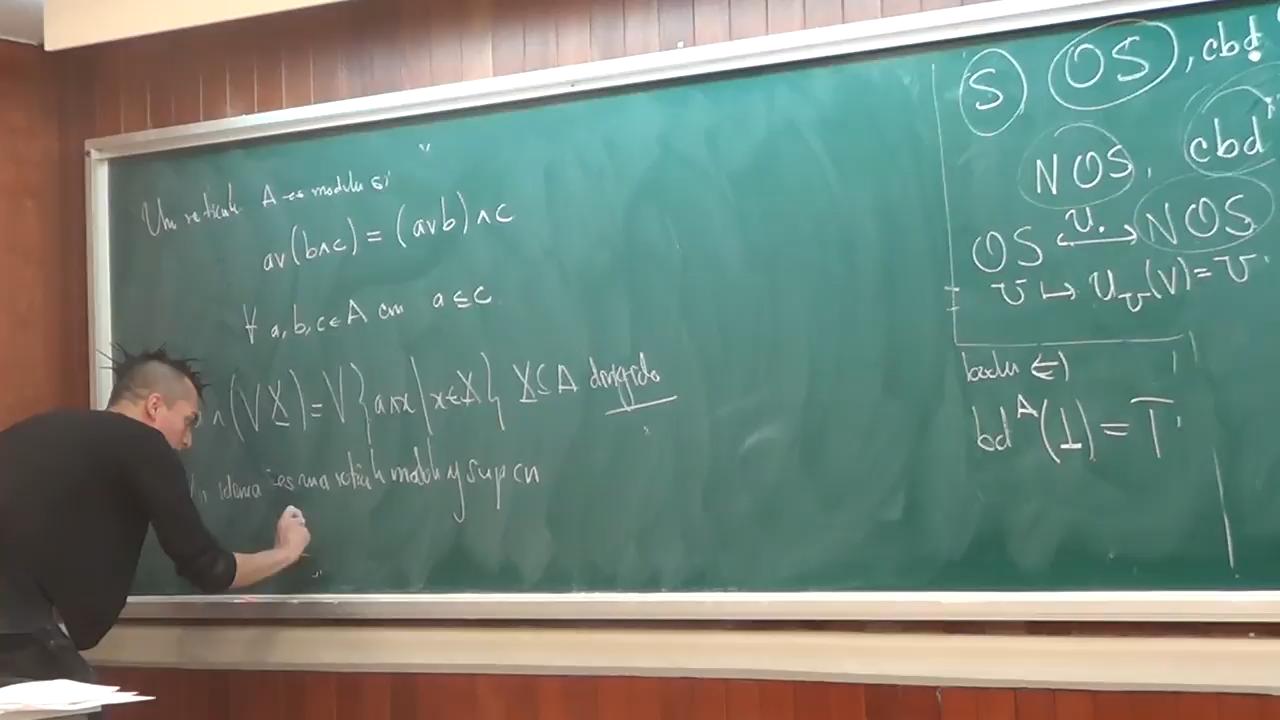 Un retículo A es modular si
a∨(b∧c) = (a∨b)∧c
∀ a,b,c∈A con a≤c
∧(⋁X) = ⋁{a∧x | x∈X} X⊆A dirigido
es una retícula modular y sup cn
S OS, cbd
NOS, cbd
OS ⟷ NOS
(V)=
bd^A(⊥) = T